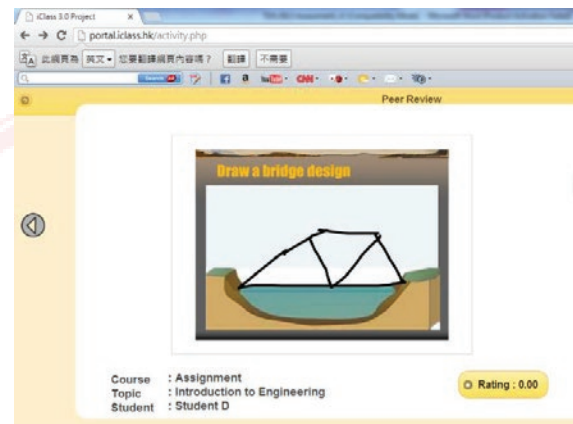 iClass 3.0 Project
portal.iclass.hk/activity.php
此網頁為 英文 您要翻譯網頁內容嗎？ 翻譯 不需要
Search
CNN
Peer Review
Draw a bridge design
Course : Assignment
Topic : Introduction to Engineering
Student : Student D
Rating : 0.00